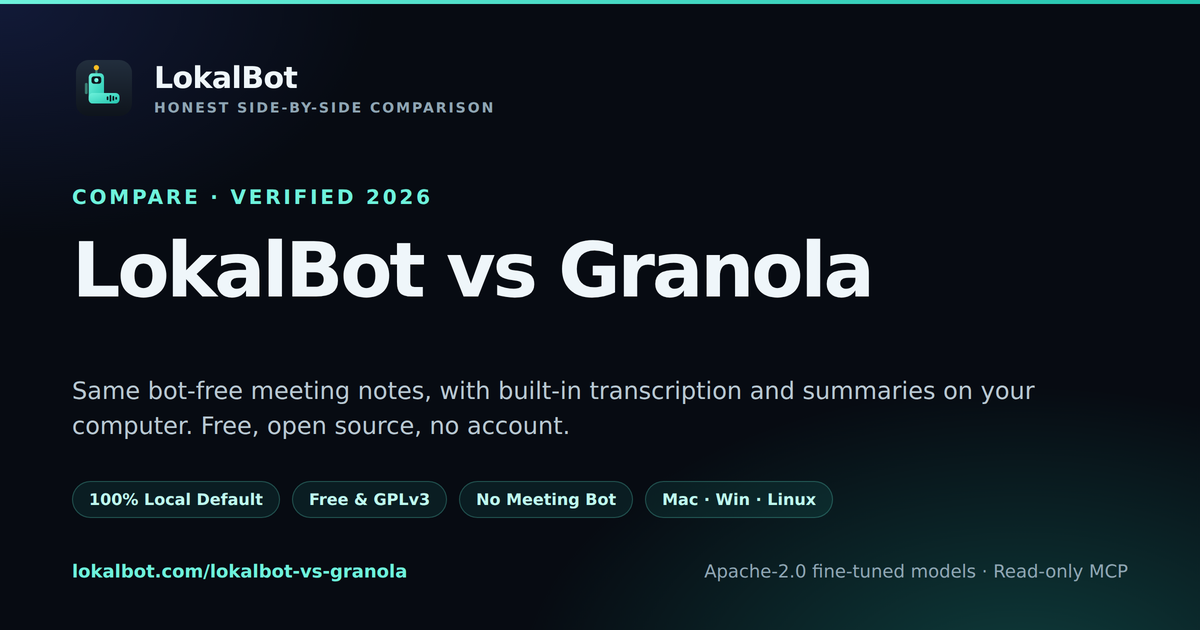 LokalBot
HONEST SIDE-BY-SIDE COMPARISON
COMPARE · VERIFIED 2026
LokalBot vs Granola
Same bot-free meeting notes, with built-in transcription and summaries on your
computer. Free, open source, no account.
100% Local Default
Free & GPLv3
No Meeting Bot
Mac · Win · Linux
lokalbot.com/lokalbot-vs-granola
Apache-2.0 fine-tuned models · Read-only MCP